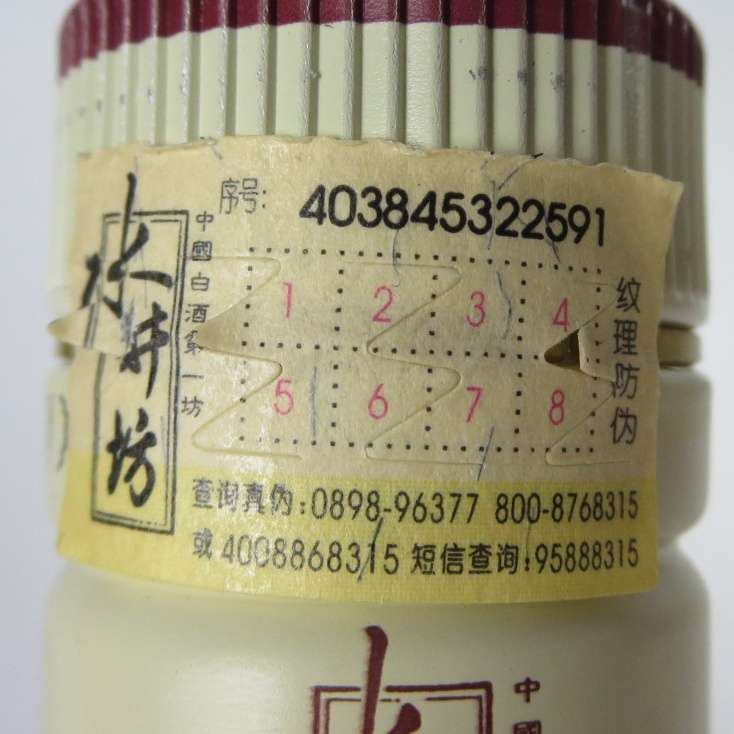 序号: 403845322591
水井坊
中國白酒第一坊
1 2 3 4
5 6 7 8
纹理防伪
查询真伪:0898-96377 800-8768315
或4008868315 短信查询:95888315
中國